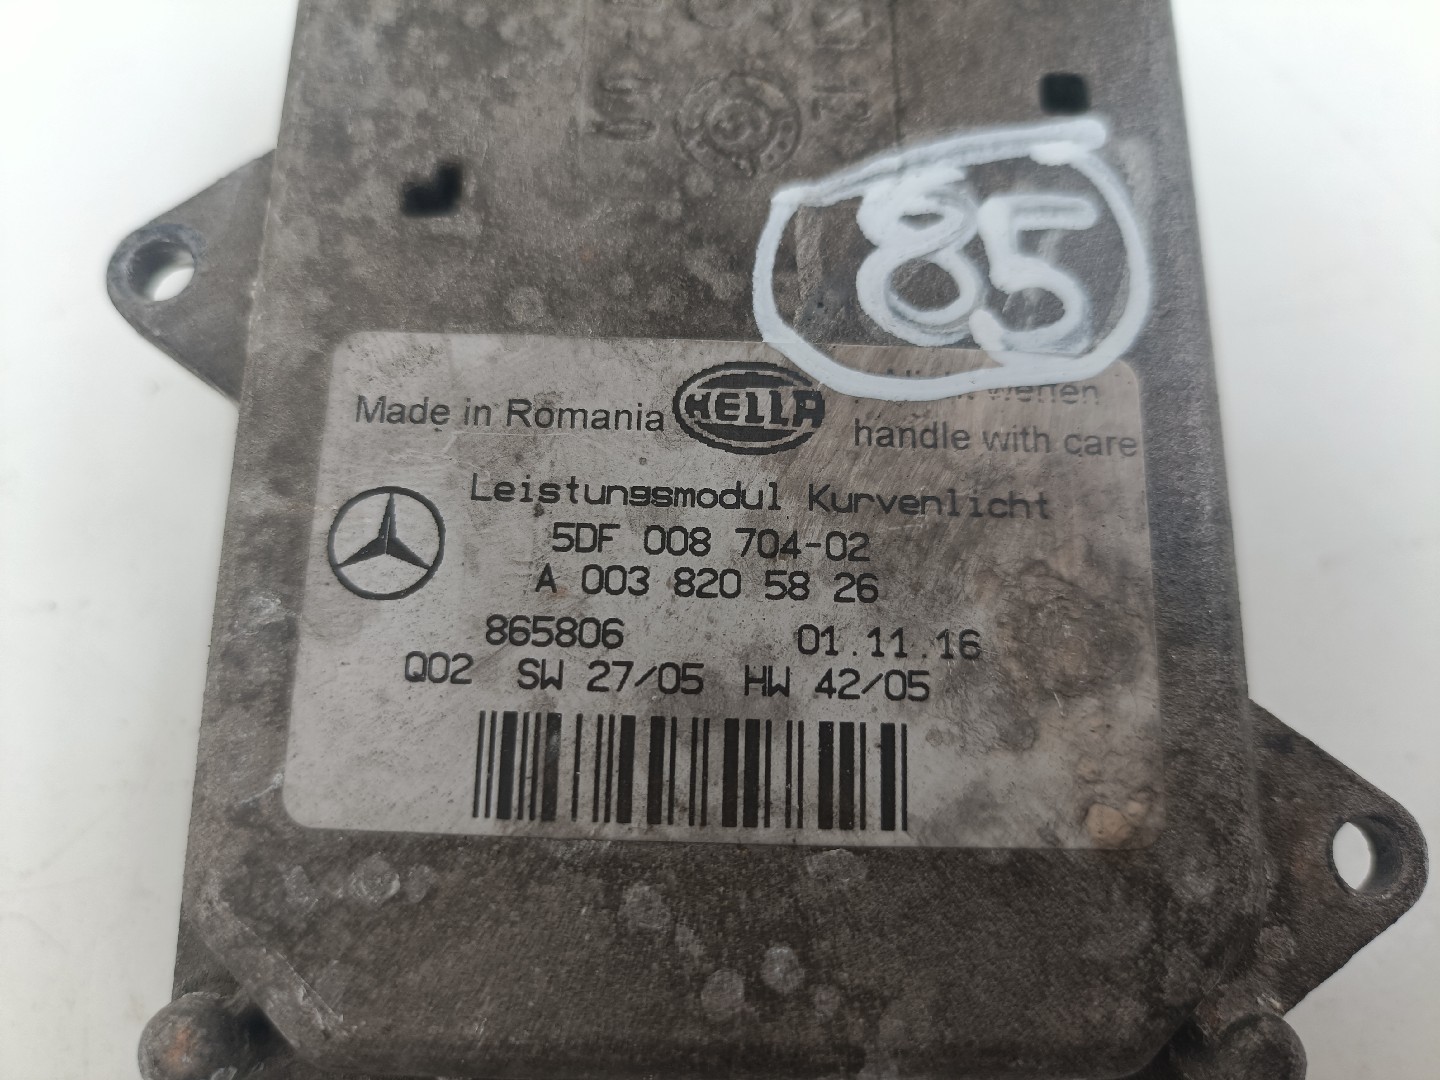 85
Made in Romania HELLA
handle with care
Leistungsmodul Kurvenlicht
5DF 008 704-02
A 003 820 58 26
865806 01.11.16
Q02 SW 27/05 HW 42/05